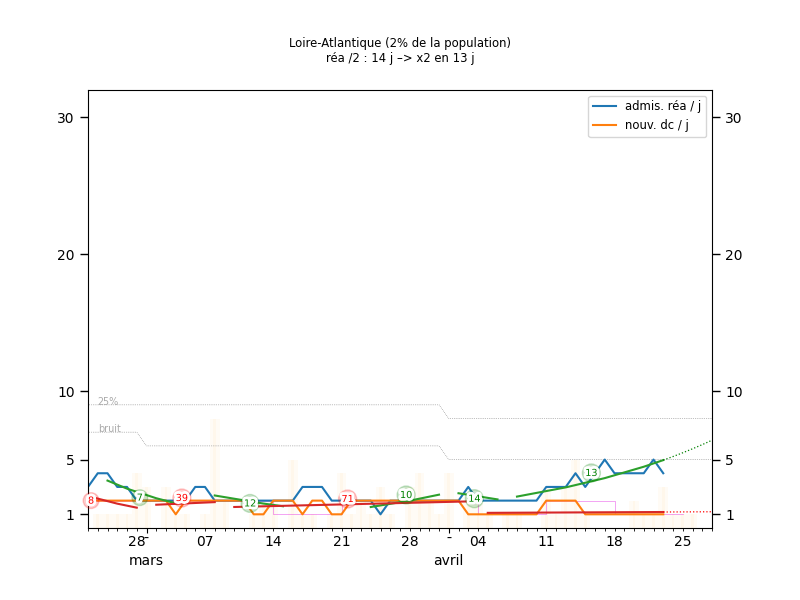 Loire-Atlantique (2% de la population)
réa /2 : 14 j –> x2 en 13 j
admis. réa / j
nouv. dc / j
30 30
20 20
10 10
25%
bruit
5 5
1 1
8 7 39 12 71 10 14 13
28 07 14 21 28 04 11 18 25
mars avril